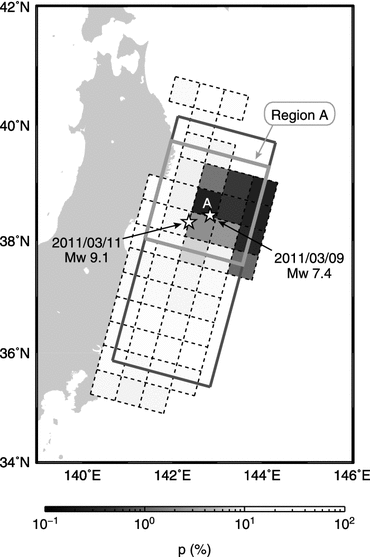 42°N
40°N
Region A
A
2011/03/11
Mw 9.1
38°N
2011/03/09
Mw 7.4
36°N
34°N
140°E 142°E 144°E 146°E
10⁻¹ 10⁰ 10¹ 10²
p (%)